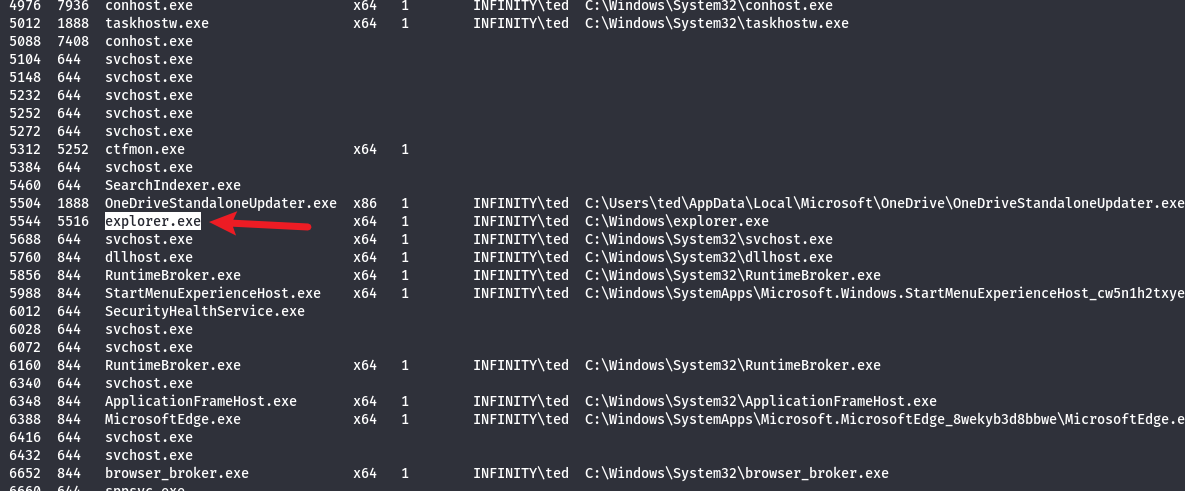 4976 7936 conhost.exe x64 1 INFINITY\ted C:\Windows\System32\conhost.exe
5012 1888 taskhostw.exe x64 1 INFINITY\ted C:\Windows\System32\taskhostw.exe
5088 7408 conhost.exe
5104 644 svchost.exe
5148 644 svchost.exe
5232 644 svchost.exe
5252 644 svchost.exe
5272 644 svchost.exe
5312 5252 ctfmon.exe x64 1
5384 644 svchost.exe
5460 644 SearchIndexer.exe
5504 1888 OneDriveStandaloneUpdater.exe x86 1 INFINITY\ted C:\Users\ted\AppData\Local\Microsoft\OneDrive\OneDriveStandaloneUpdater.exe
5544 5516 explorer.exe x64 1 INFINITY\ted C:\Windows\explorer.exe
5688 644 svchost.exe x64 1 INFINITY\ted C:\Windows\System32\svchost.exe
5760 844 dllhost.exe x64 1 INFINITY\ted C:\Windows\System32\dllhost.exe
5856 844 RuntimeBroker.exe x64 1 INFINITY\ted C:\Windows\System32\RuntimeBroker.exe
5988 844 StartMenuExperienceHost.exe x64 1 INFINITY\ted C:\Windows\SystemApps\Microsoft.Windows.StartMenuExperienceHost_cw5n1h2txye
6012 644 SecurityHealthService.exe
6028 644 svchost.exe
6072 644 svchost.exe
6160 844 RuntimeBroker.exe x64 1 INFINITY\ted C:\Windows\System32\RuntimeBroker.exe
6340 644 svchost.exe
6348 844 ApplicationFrameHost.exe x64 1 INFINITY\ted C:\Windows\System32\ApplicationFrameHost.exe
6388 844 MicrosoftEdge.exe x64 1 INFINITY\ted C:\Windows\SystemApps\Microsoft.MicrosoftEdge_8wekyb3d8bbwe\MicrosoftEdge.e
6416 644 svchost.exe
6432 644 svchost.exe
6652 844 browser_broker.exe x64 1 INFINITY\ted C:\Windows\System32\browser_broker.exe
6660 644